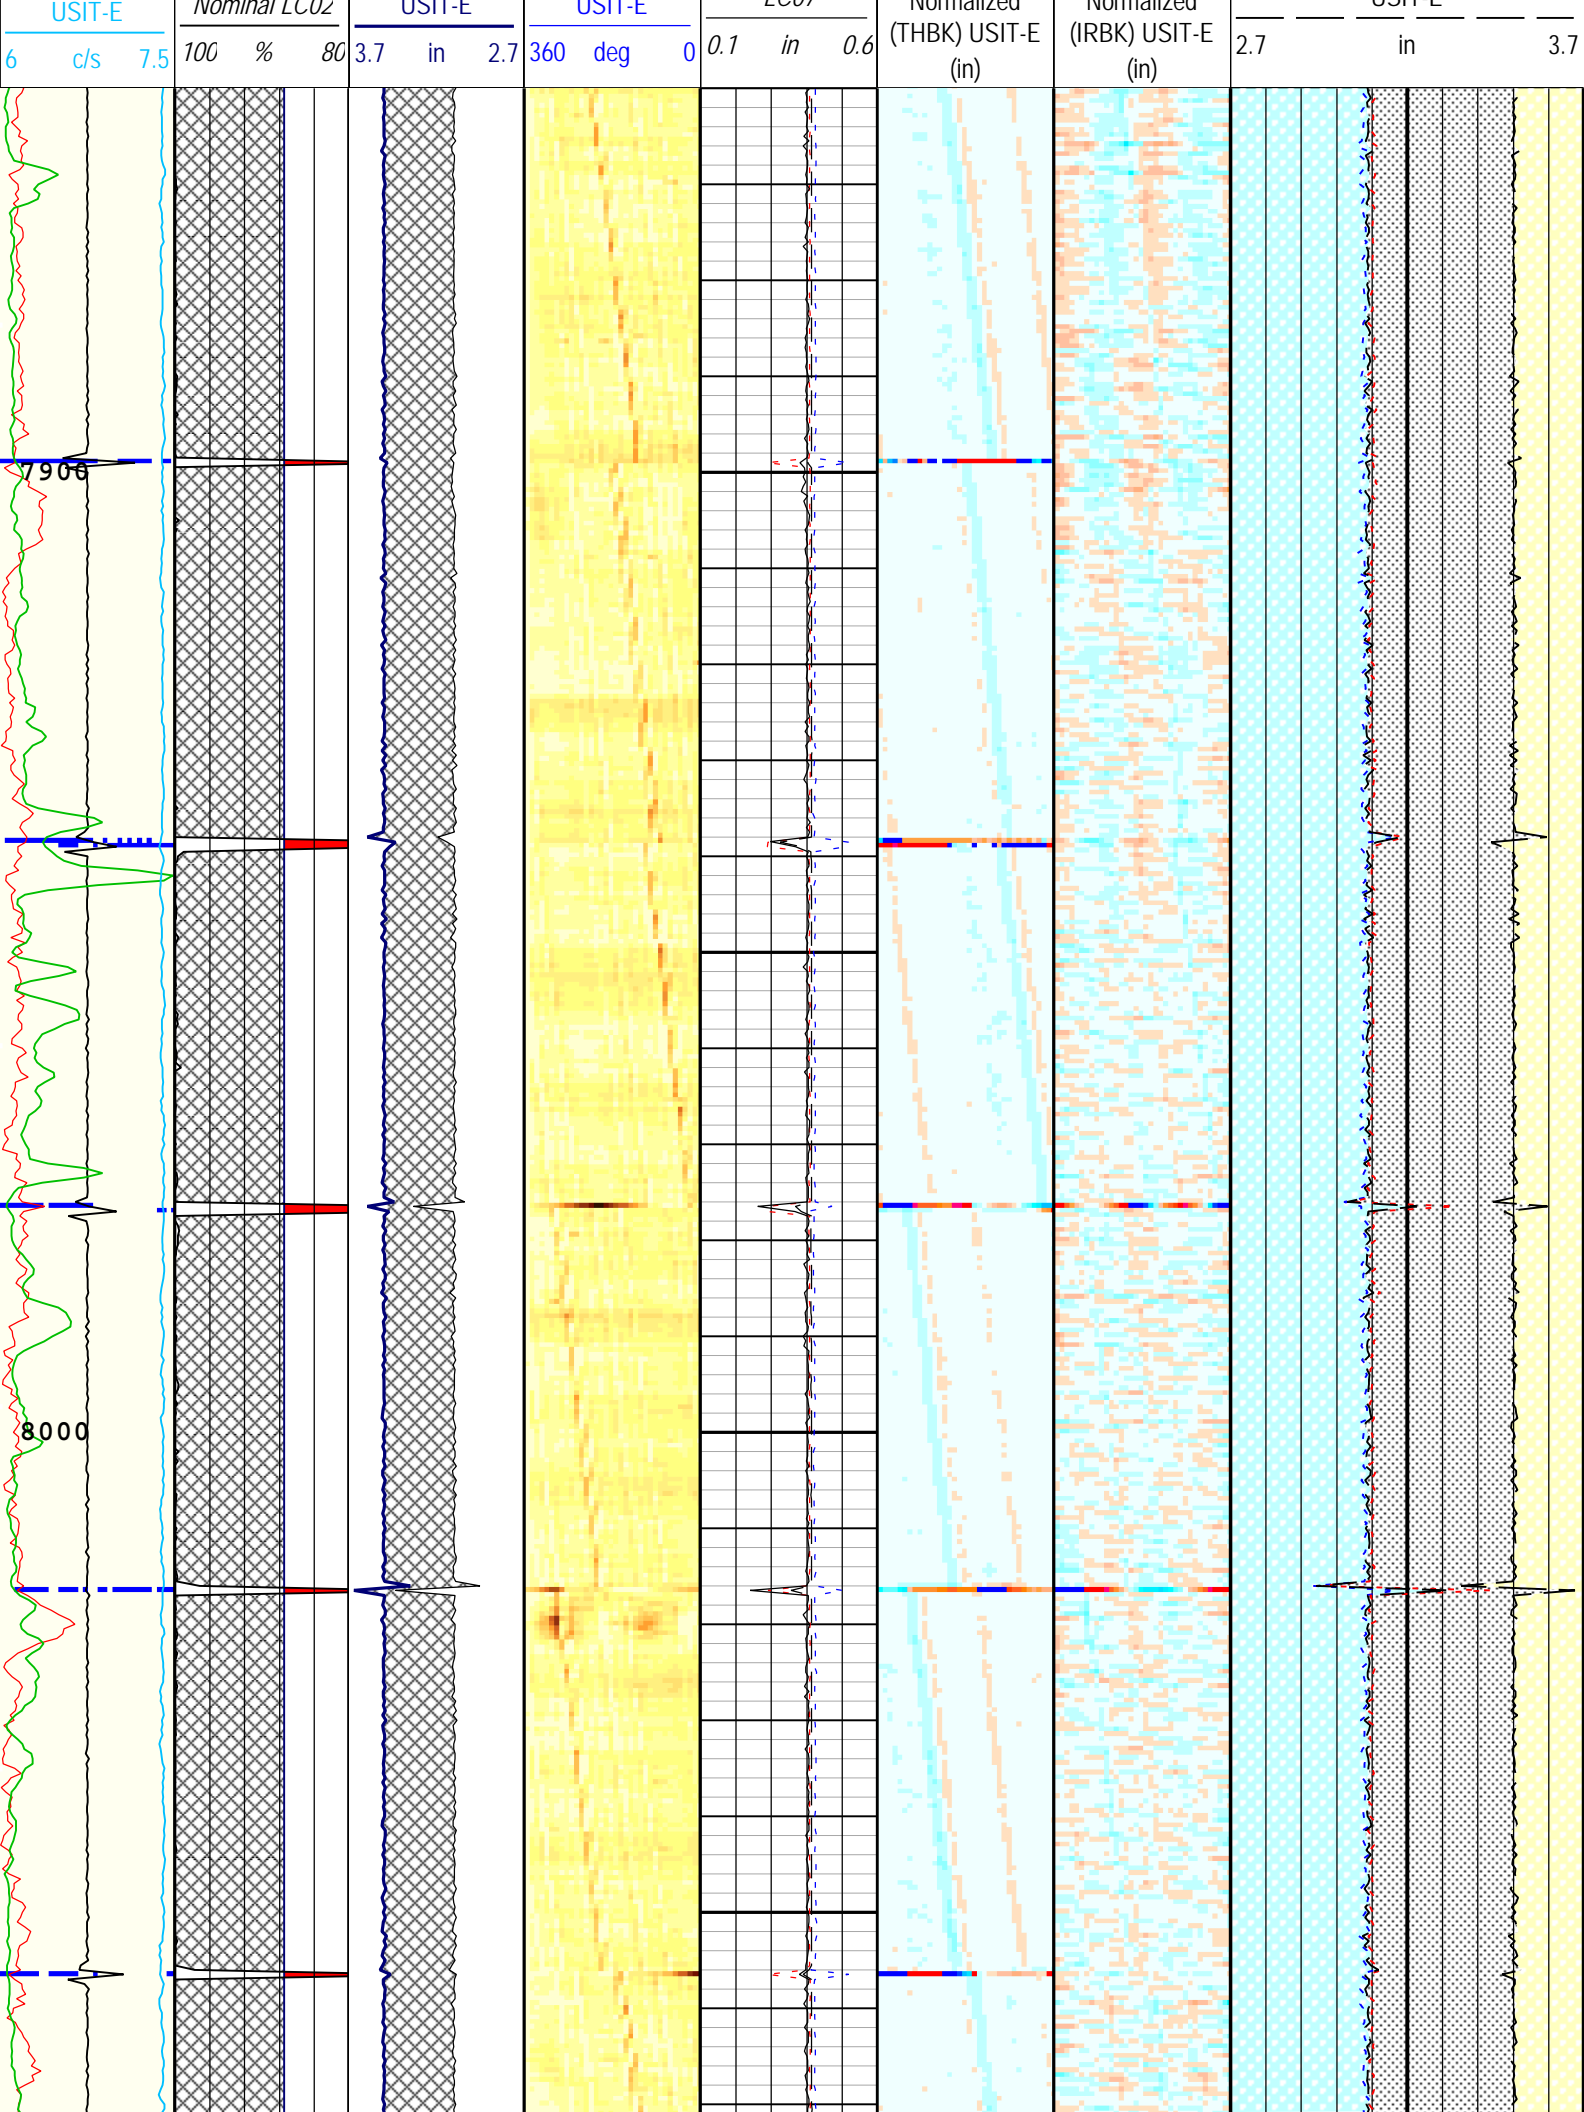 USIT-E
6 c/s 7.5
Nominal LC02
100 % 80
USIT-E
3.7 in 2.7
USIT-E
360 deg 0
LC01
0.1 in 0.6
Normalized
(THBK) USIT-E
(in)
Normalized
(IRBK) USIT-E
(in)
USIT-E
2.7 in 3.7
7900
8000